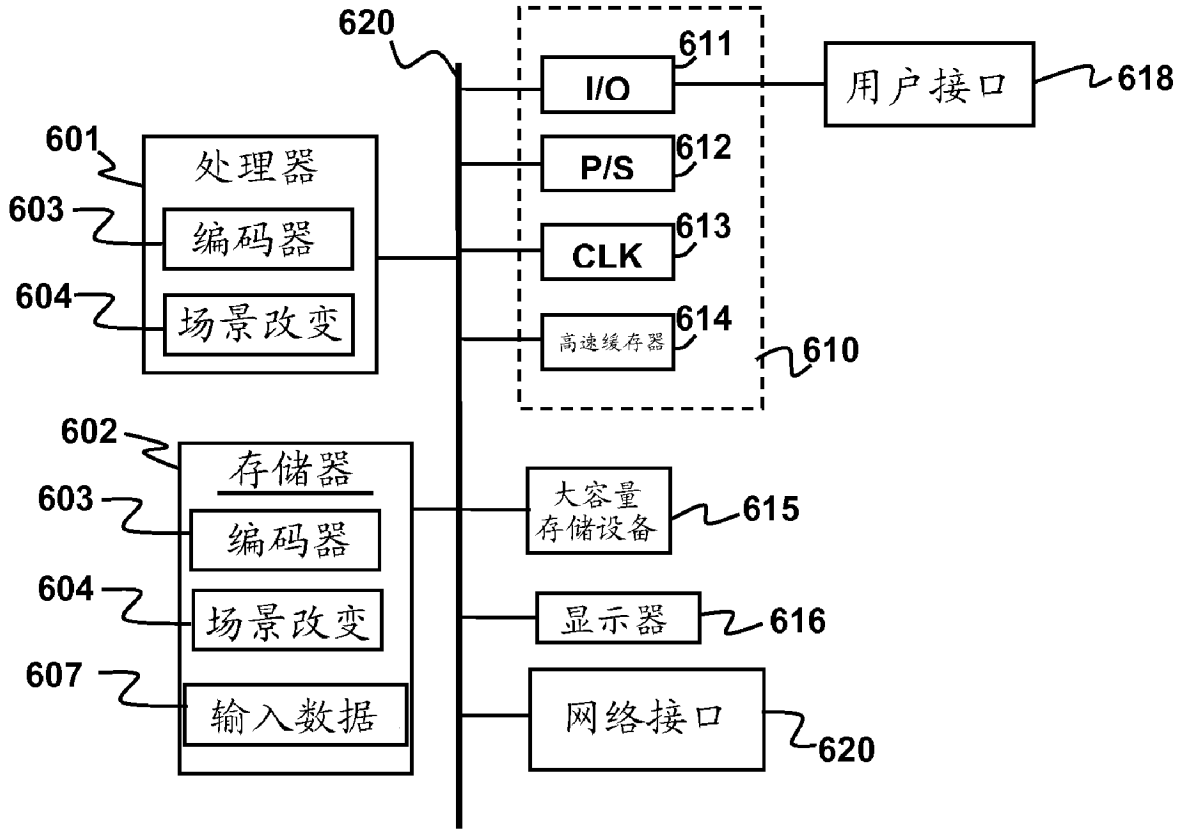 620
611
I/O
用户接口
618
601
处理器
612
P/S
603
编码器
613
CLK
604
场景改变
614
高速缓存器
610
602
存储器
603
编码器
大容量
存储设备
615
604
场景改变
显示器
616
607
输入数据
网络接口
620